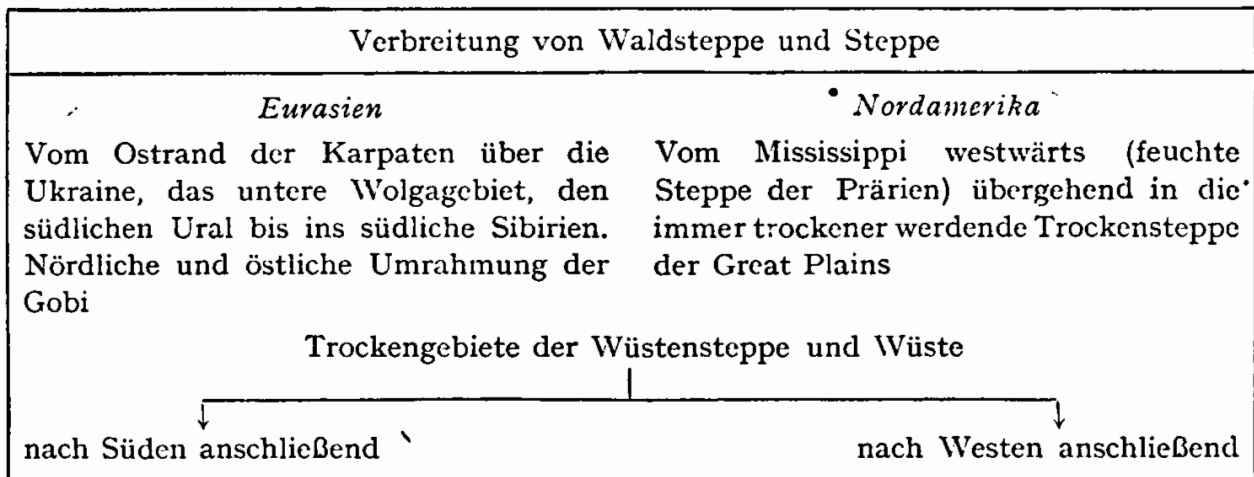 Verbreitung von Waldsteppe und Steppe
Eurasien
Vom Ostrand der Karpaten über die
Ukraine, das untere Wolgagebiet, den
südlichen Ural bis ins südliche Sibirien.
Nördliche und östliche Umrahmung der
Gobi
Nordamerika
Vom Mississippi westwärts (feuchte
Steppe der Prärien) übergehend in die
immer trockener werdende Trockensteppe
der Great Plains
Trockengebiete der Wüstensteppe und Wüste
nach Süden anschließend
nach Westen anschließend